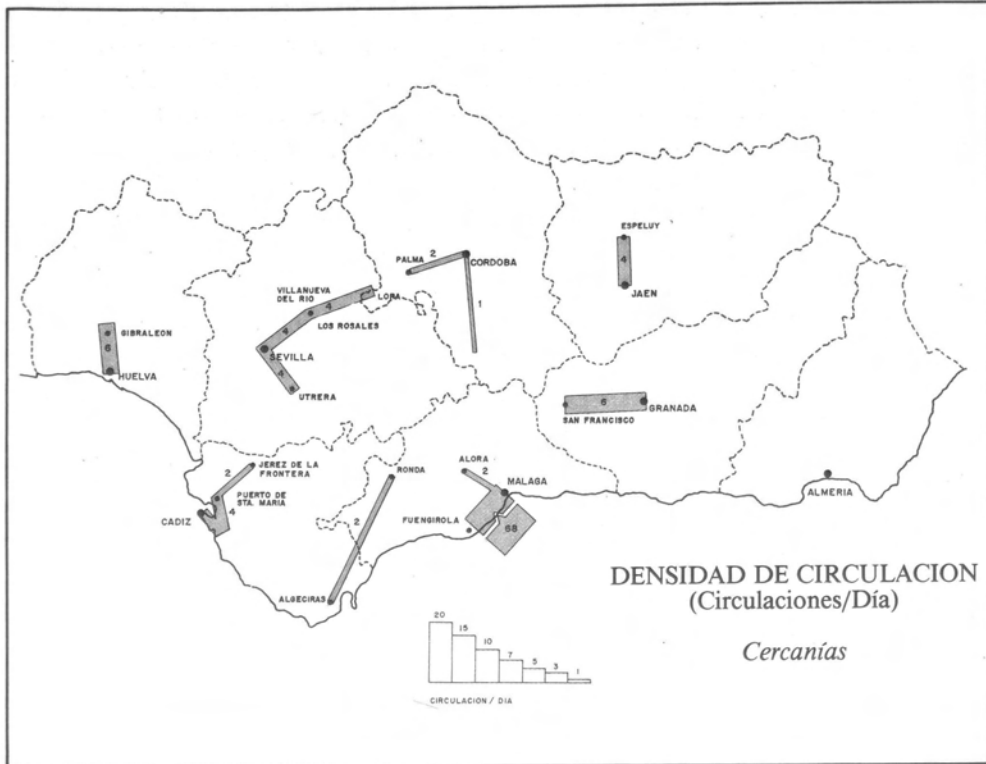 ESPELUY
4
JAEN
2
PALMA
CORDOBA
1
VILLANUEVA
DEL RIO
LORA
4
LOS ROSALES
4
SEVILLA
4
UTRERA
GIBRALEON
6
HUELVA
6
SAN FRANCISCO
GRANADA
JEREZ DE LA
FRONTERA
2
PUERTO DE
STA. MARIA
4
CADIZ
RONDA
2
ALGECIRAS
ALORA
2
MALAGA
FUENGIROLA
68
ALMERIA
DENSIDAD DE CIRCULACION
(Circulaciones/Día)
Cercanías
20
15
10
7
5
3
1
CIRCULACION / DIA